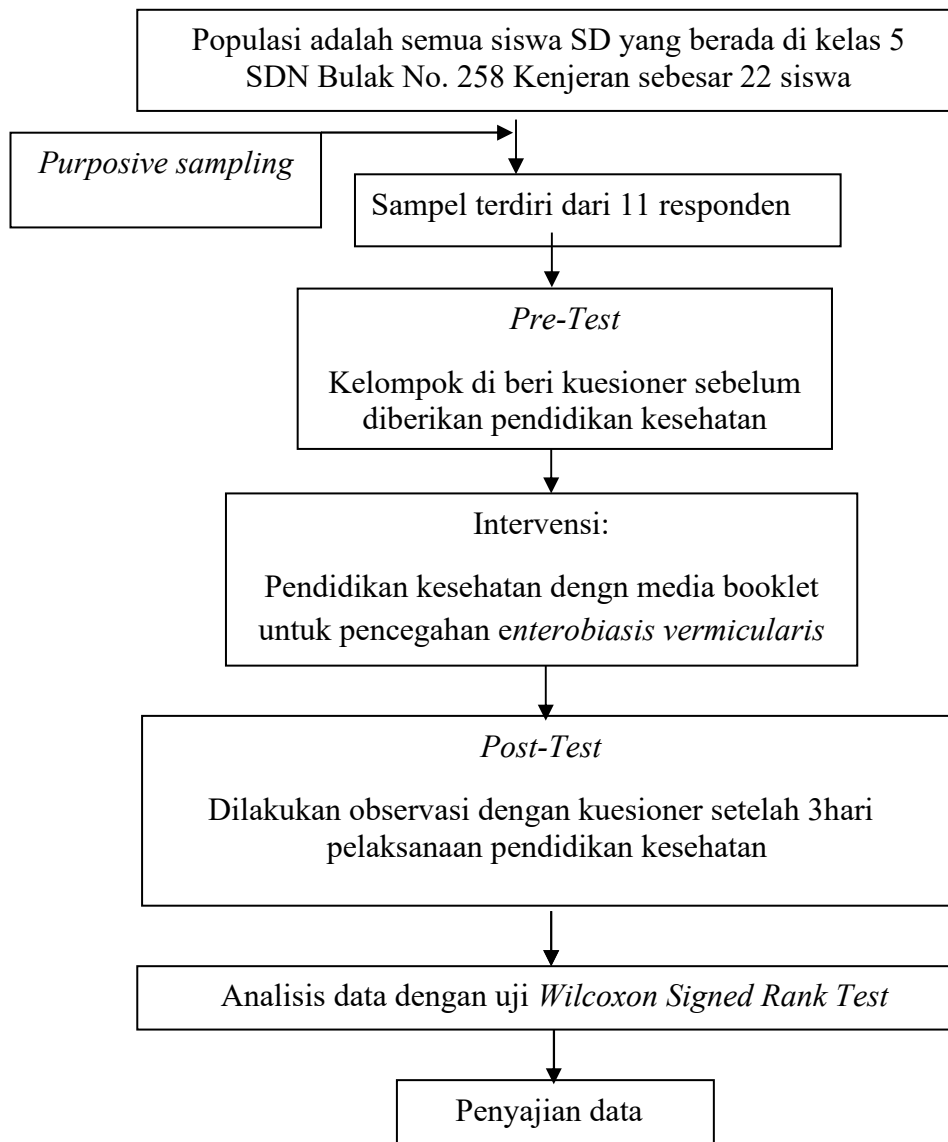 Populasi adalah semua siswa SD yang berada di kelas 5
SDN Bulak No. 258 Kenjeran sebesar 22 siswa
Purposive sampling
Sampel terdiri dari 11 responden
Pre-Test
Kelompok di beri kuesioner sebelum
diberikan pendidikan kesehatan
Intervensi:
Pendidikan kesehatan dengn media booklet
untuk pencegahan enterobiasis vermicularis
Post-Test
Dilakukan observasi dengan kuesioner setelah 3hari
pelaksanaan pendidikan kesehatan
Analisis data dengan uji Wilcoxon Signed Rank Test
Penyajian data